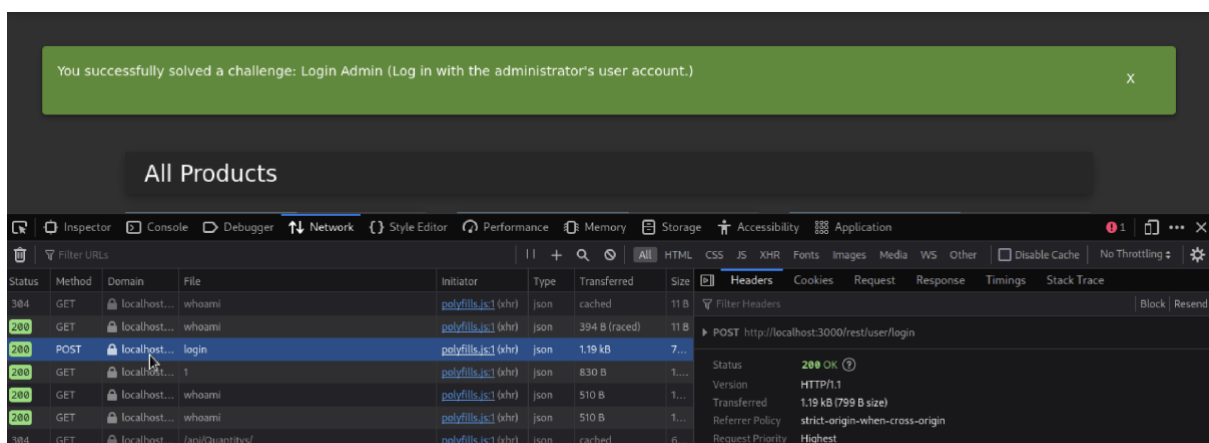 You successfully solved a challenge: Login Admin (Log in with the administrator's user account.)
X
All Products
Inspector Console Debugger Network Style Editor Performance Memory Storage Accessibility Application 1
Filter URLs
All HTML CSS JS XHR Fonts Images Media WS Other Disable Cache No Throttling
Status Method Domain File Initiator Type Transferred Size
304 GET localhost... whoami polyfills.js:1 (xhr) json cached 11 B
200 GET localhost... whoami polyfills.js:1 (xhr) json 394 B (raced) 11 B
200 POST localhost... login polyfills.js:1 (xhr) json 1.19 kB 7...
200 GET localhost... 1 polyfills.js:1 (xhr) json 830 B 1...
200 GET localhost... whoami polyfills.js:1 (xhr) json 510 B 1...
200 GET localhost... whoami polyfills.js:1 (xhr) json 510 B 1...
304 GET localhost... /api/Quantitys/ polyfills.js:1 (xhr) json cached 6...
Headers Cookies Request Response Timings Stack Trace
Filter Headers Block Resend
POST http://localhost:3000/rest/user/login
Status 200 OK
Version HTTP/1.1
Transferred 1.19 kB (799 B size)
Referrer Policy strict-origin-when-cross-origin
Request Priority Highest